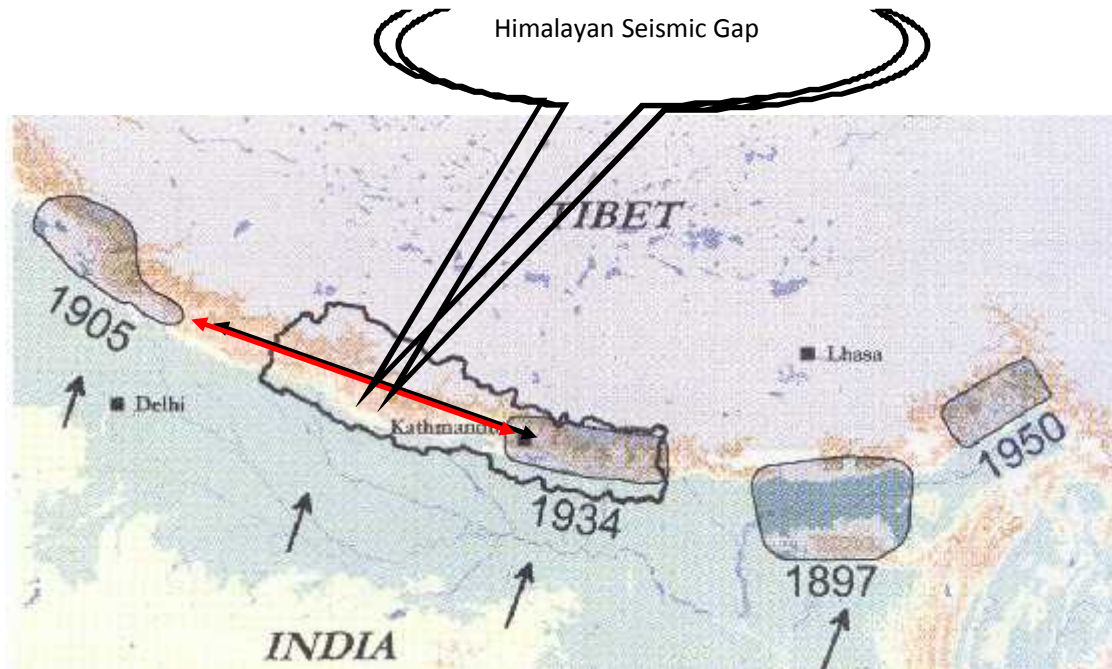 Himalayan Seismic Gap
TIBET
1905
Lhasa
Delhi
Kathmandu
1950
1934
1897
INDIA